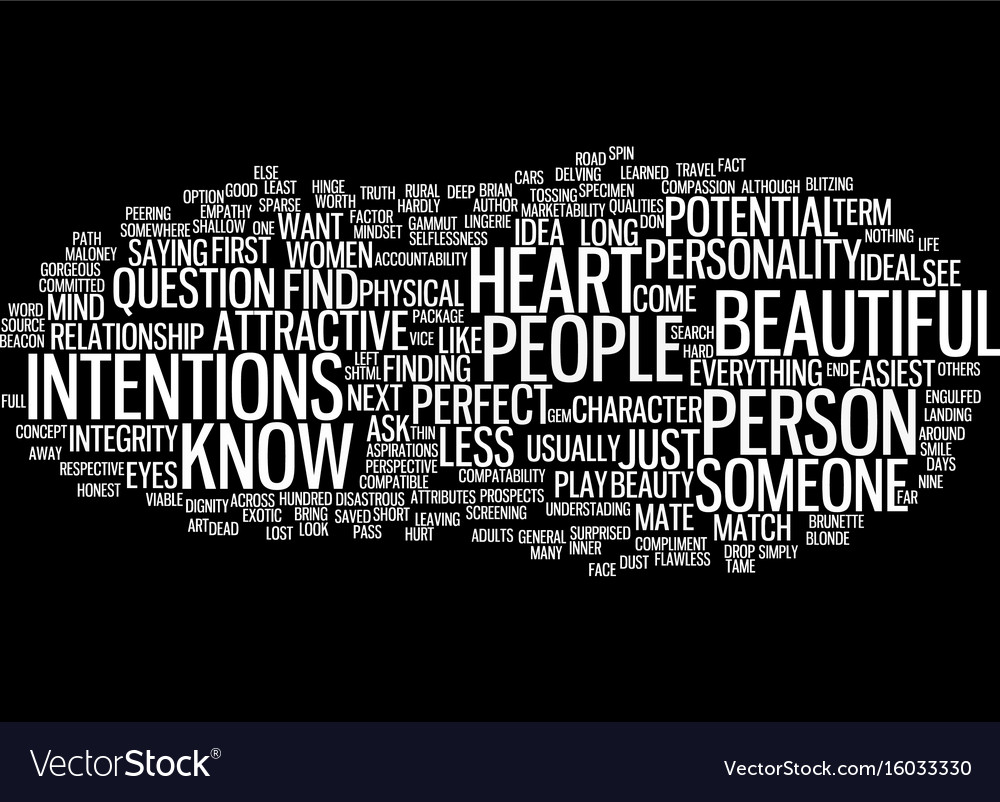 ROAD SPIN
ELSE CARS DELVING LEARNED TRAVEL FACT
OPTION GOOD LEAST HINGE TRUTH RURAL DEEP BRIAN TOSSING SPECIMEN COMPASSION ALTHOUGH BLITZING
PEERING EMPATHY SPARSE WORTH HARDLY AUTHOR MARKETABILITY QUALITIES POTENTIAL TERM
SOMEWHERE SHALLOW ONE WANT FACTOR GAMMUT LINGERIE DON
PATH MINDSET SELFLESSNESS IDEA LONG NOTHING
MALONEY SAYING FIRST WOMEN ACCOUNTABILITY HEART PERSONALITY LIFE
GORGEOUS IDEAL SEE
COMMITTED QUESTION FIND PHYSICAL COME
WORD MIND PACKAGE BEAUTIFUL
SOURCE RELATIONSHIP ATTRACTIVE VICE LIKE PEOPLE SEARCH
BEACON HARD
LEFT
SHTML FINDING EVERYTHING END EASIEST OTHERS
FULL INTENTIONS NEXT PERFECT GEM CHARACTER PERSON ENGULFED
LANDING
CONCEPT INTEGRITY KNOW ASK THIN LESS USUALLY JUST AROUND
AWAY ASPIRATIONS SMILE
RESPECTIVE EYES PERSPECTIVE COMPATABILITY SOMEONE DAYS
HONEST COMPATIBLE PLAY BEAUTY NINE
VIABLE DIGNITY ACROSS HUNDRED DISASTROUS ATTRIBUTES PROSPECTS FAR
EXOTIC BRING SAVED SHORT LEAVING SCREENING UNDERSTADING MATE
ART DEAD LOST LOOK PASS HURT ADULTS GENERAL SURPRISED MATCH BRUNETTE
BLONDE
MANY INNER COMPLIMENT DROP SIMPLY
FACE DUST FLAWLESS TAME
VectorStock®
VectorStock.com/16033330